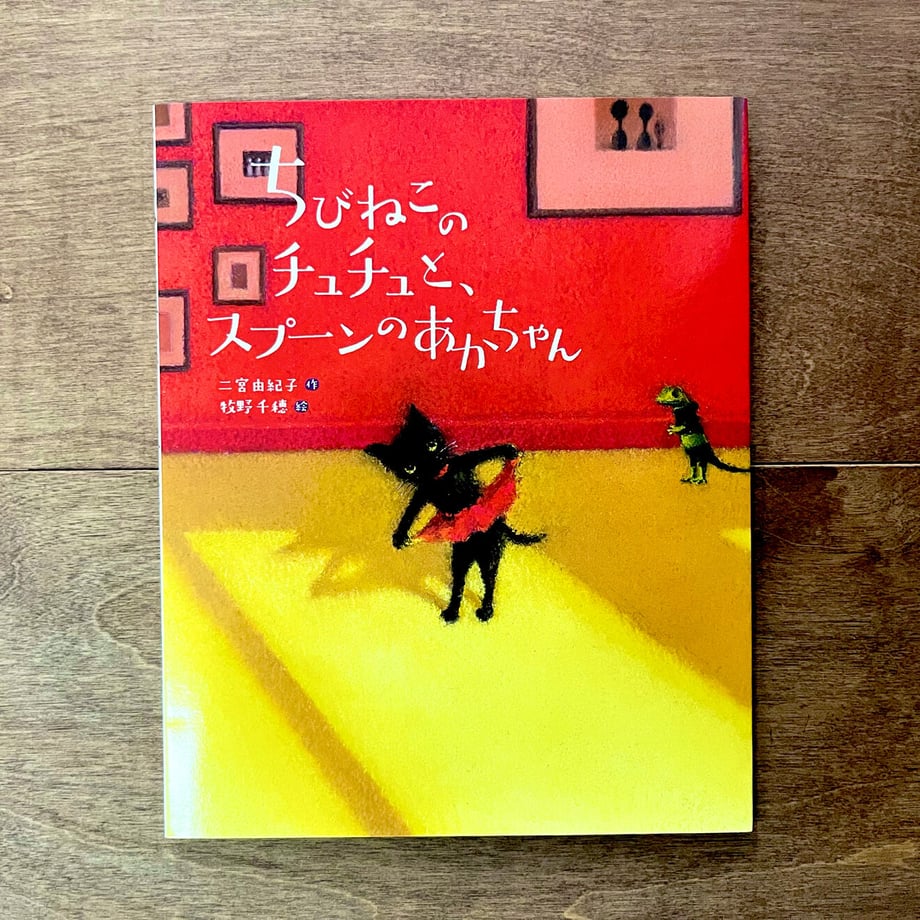 ちびねこの
チュチュと、
スプーンのあかちゃん
二宮由紀子 作
牧野千穂 絵